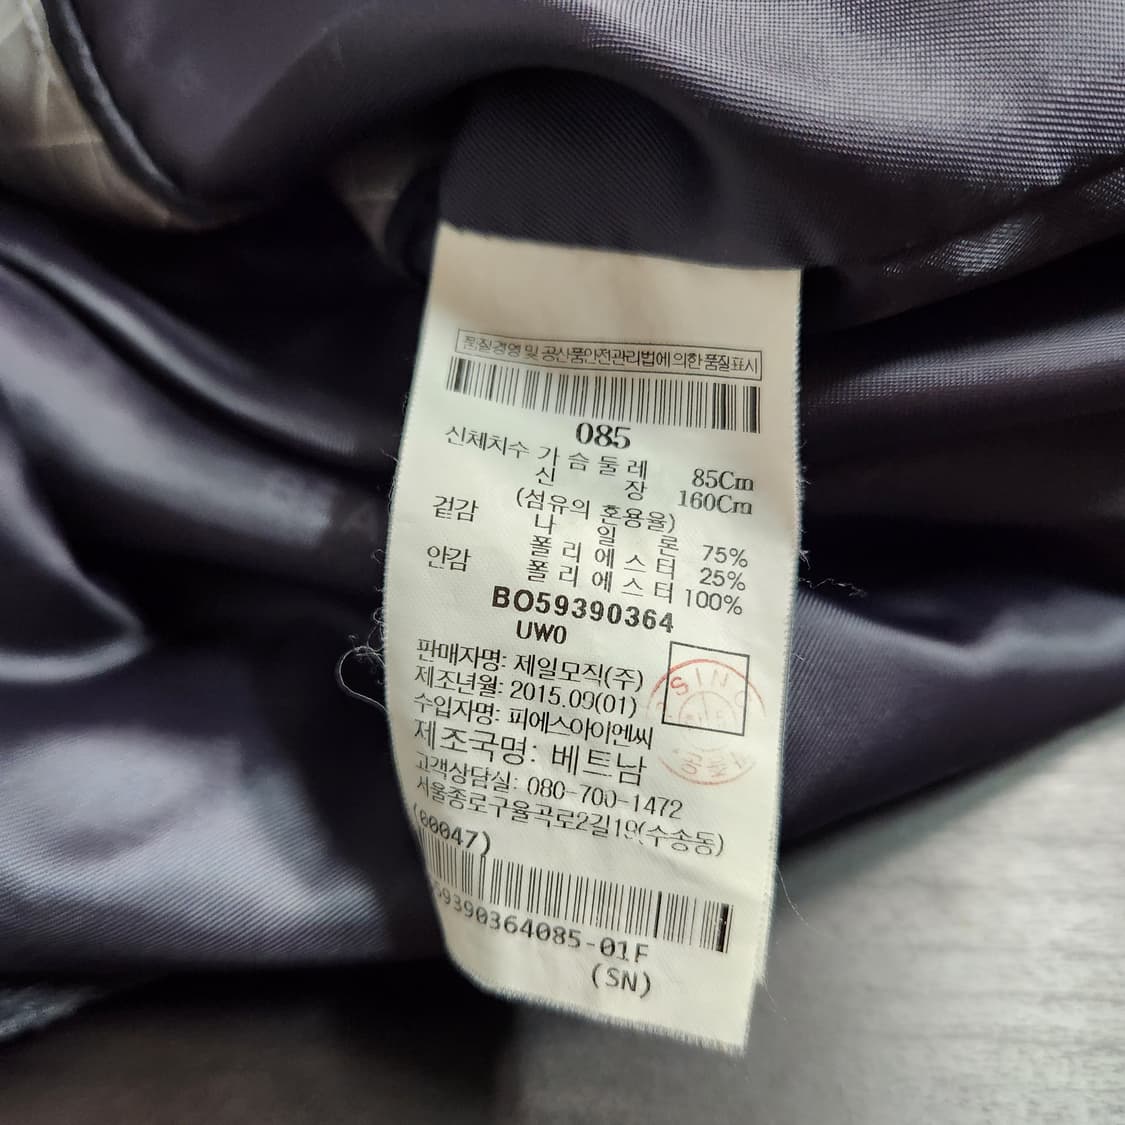 품질경영 및 공산품안전관리법에 의한 품질표시
085
신체치수 가슴둘레 85Cm
신장 160Cm
(섬유의 혼용율)
겉감 나일론 75%
폴리에스터 25%
안감 폴리에스터 100%
BO59390364
UW0
판매자명: 제일모직(주)
제조년월: 2015.09(01)
수입자명: 피에스아이엔씨
제조국명: 베트남
고객상담실: 080-700-1472
서울종로구율곡로2길19(수송동)
(00047)
59390364085-01F
(SN)